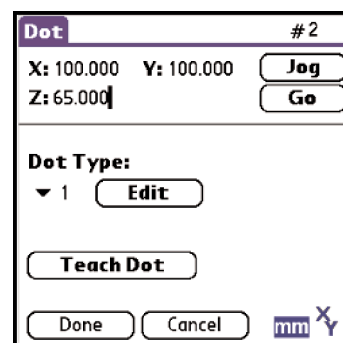 Dot #2
X: 100.000 Y: 100.000 Jog
Z: 65.000 Go
Dot Type:
1 Edit
Teach Dot
Done Cancel mm XY